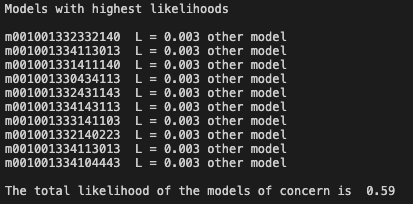 Models with highest likelihoods
m001001332332140 L = 0.003 other model
m001001334113013 L = 0.003 other model
m001001331411140 L = 0.003 other model
m001001330434113 L = 0.003 other model
m001001332431143 L = 0.003 other model
m001001334143113 L = 0.003 other model
m001001333141103 L = 0.003 other model
m001001332140223 L = 0.003 other model
m001001334113013 L = 0.003 other model
m001001334104443 L = 0.003 other model
The total likelihood of the models of concern is 0.59